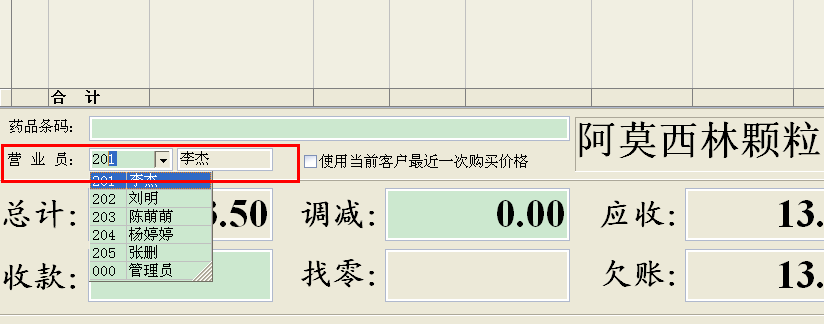 合 计
药品条码：
阿莫西林颗粒
营 业 员： 201 李杰 使用当前客户最近一次购买价格
201 李杰
202 刘明
203 陈萌萌
204 杨婷婷
205 张删
000 管理员
总计： .50 调减： 0.00 应收： 13.
收款： 找零： 欠账： 13.